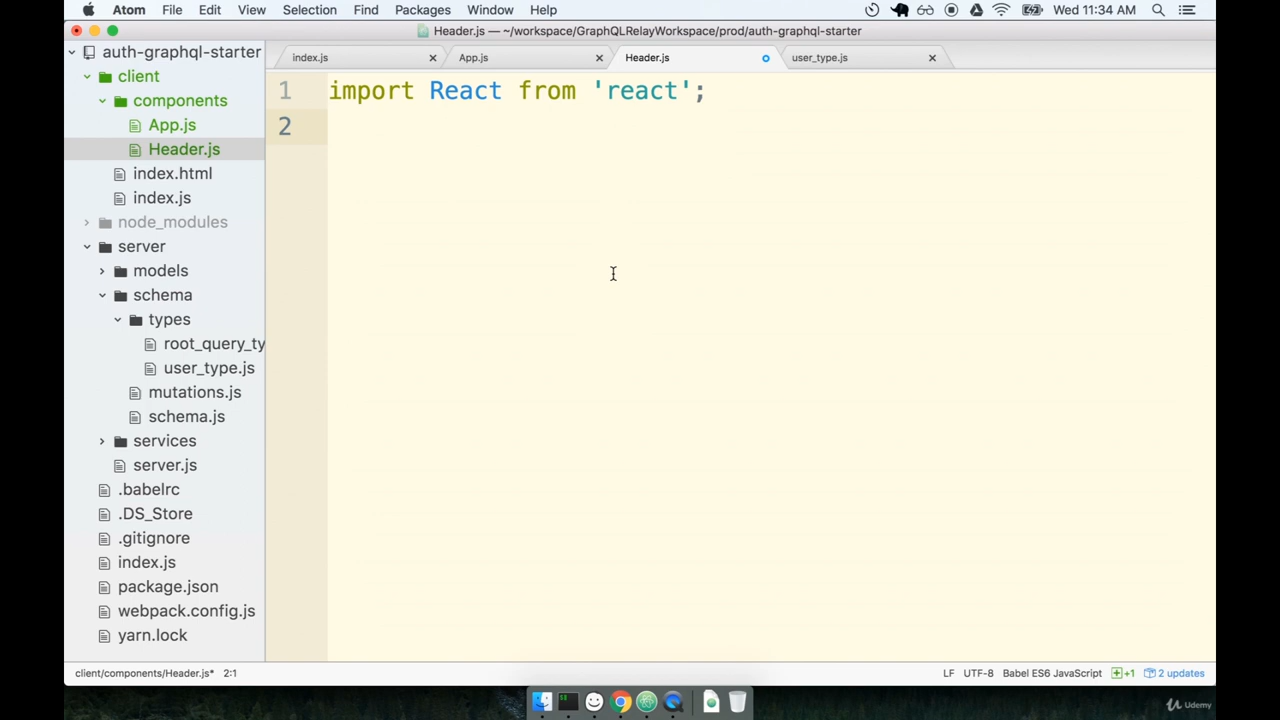 Atom File Edit View Selection Find Packages Window Help Wed 11:34 AM
Header.js — ~/workspace/GraphQLRelayWorkspace/prod/auth-graphql-starter
auth-graphql-starter
index.js
App.js
Header.js
user_type.js
client
components
App.js
Header.js
index.html
index.js
node_modules
server
models
schema
types
root_query_ty
user_type.js
mutations.js
schema.js
services
server.js
.babelrc
.DS_Store
.gitignore
index.js
package.json
webpack.config.js
yarn.lock
1 import React from 'react';
2
client/components/Header.js* 2:1 LF UTF-8 Babel ES6 JavaScript +1 2 updates
Udemy